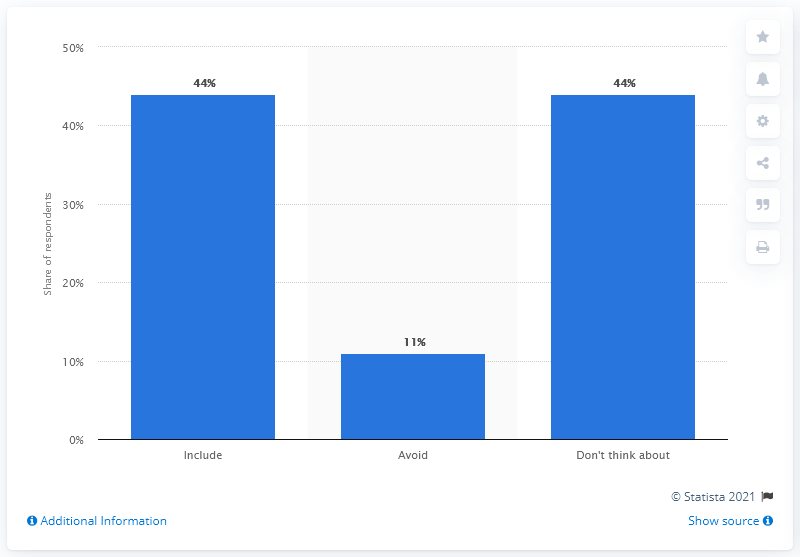 50%
40%
30%
20%
10%
0%
Share of respondents
44%
11%
44%
Include
Avoid
Don't think about
© Statista 2021
Additional Information
Show source